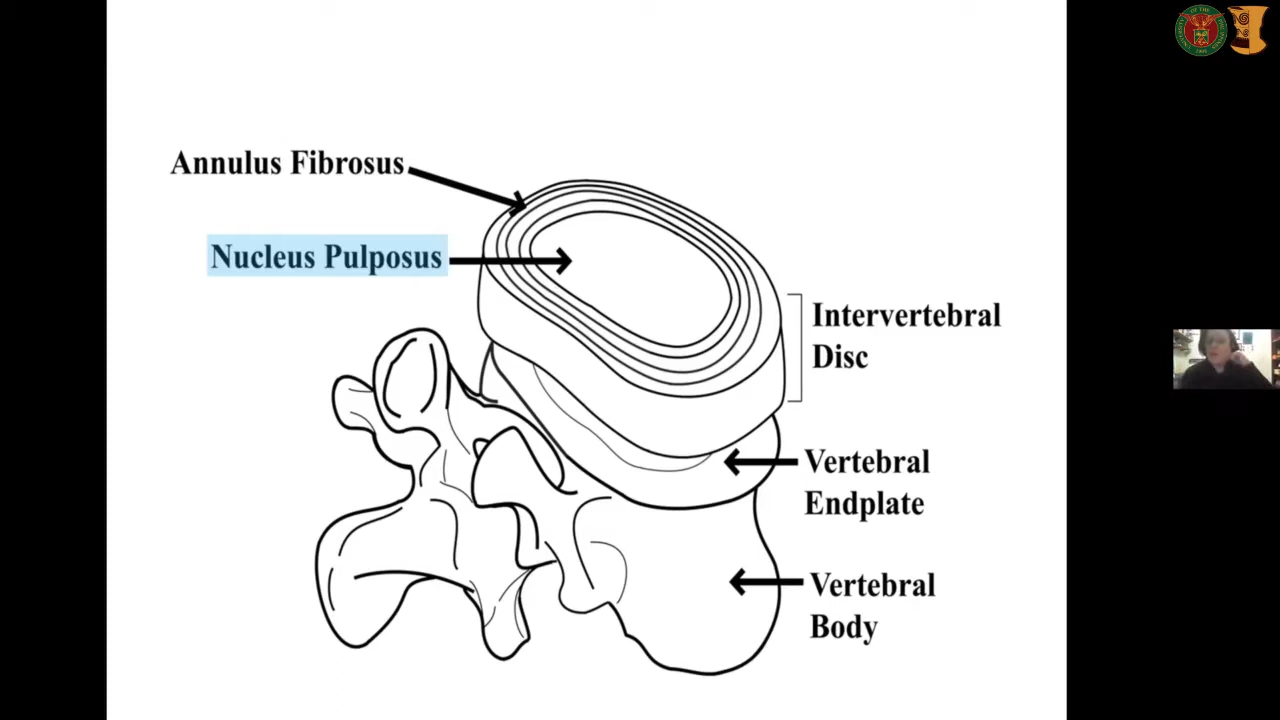 Annulus Fibrosus
Nucleus Pulposus
Intervertebral
Disc
Vertebral
Endplate
Vertebral
Body